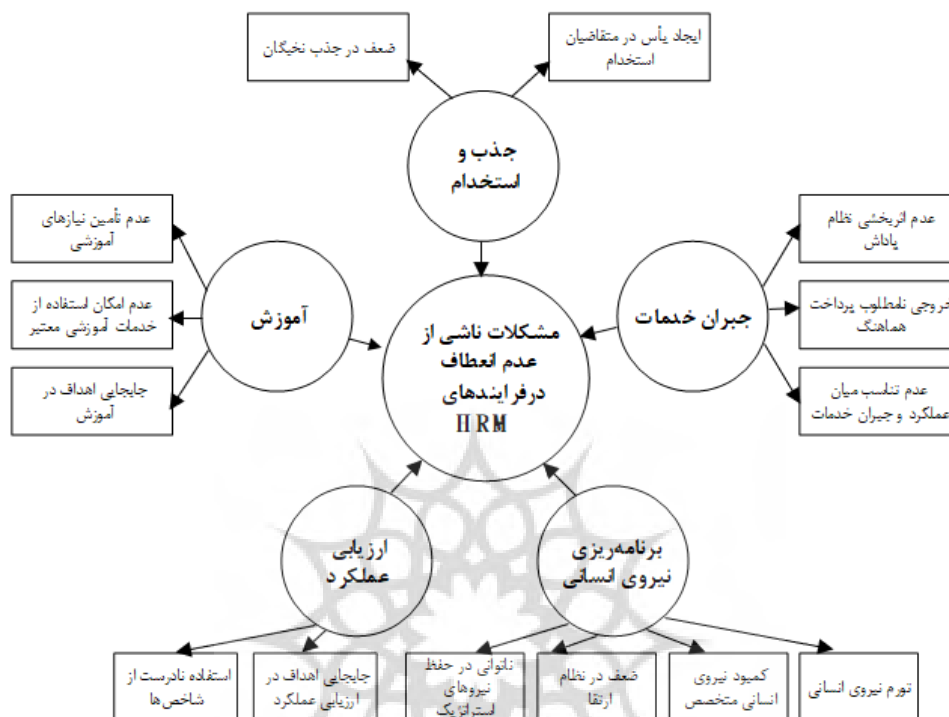 ایجاد یأس در متقاضیان
استخدام
ضعف در جذب نخبگان
جذب و
استخدام
عدم اثربخشی نظام
پاداش
خروجی نامطلوب پرداخت
هماهنگ
عدم تناسب میان
عملکرد و جبران خدمات
جبران خدمات
مشکلات ناشی از
عدم انعطاف
درفرایندهای
HRM
آموزش
عدم تأمین نیازهای
آموزشی
عدم امکان استفاده از
خدمات آموزشی معتبر
جابجایی اهداف در
آموزش
برنامه‌ریزی
نیروی انسانی
ارزیابی
عملکرد
تورم نیروی انسانی
کمبود نیروی
انسانی متخصص
ضعف در نظام
ارتقا
ناتوانی در حفظ
نیروهای
استراتژیک
جابجایی اهداف در
ارزیابی عملکرد
استفاده نادرست از
شاخص‌ها